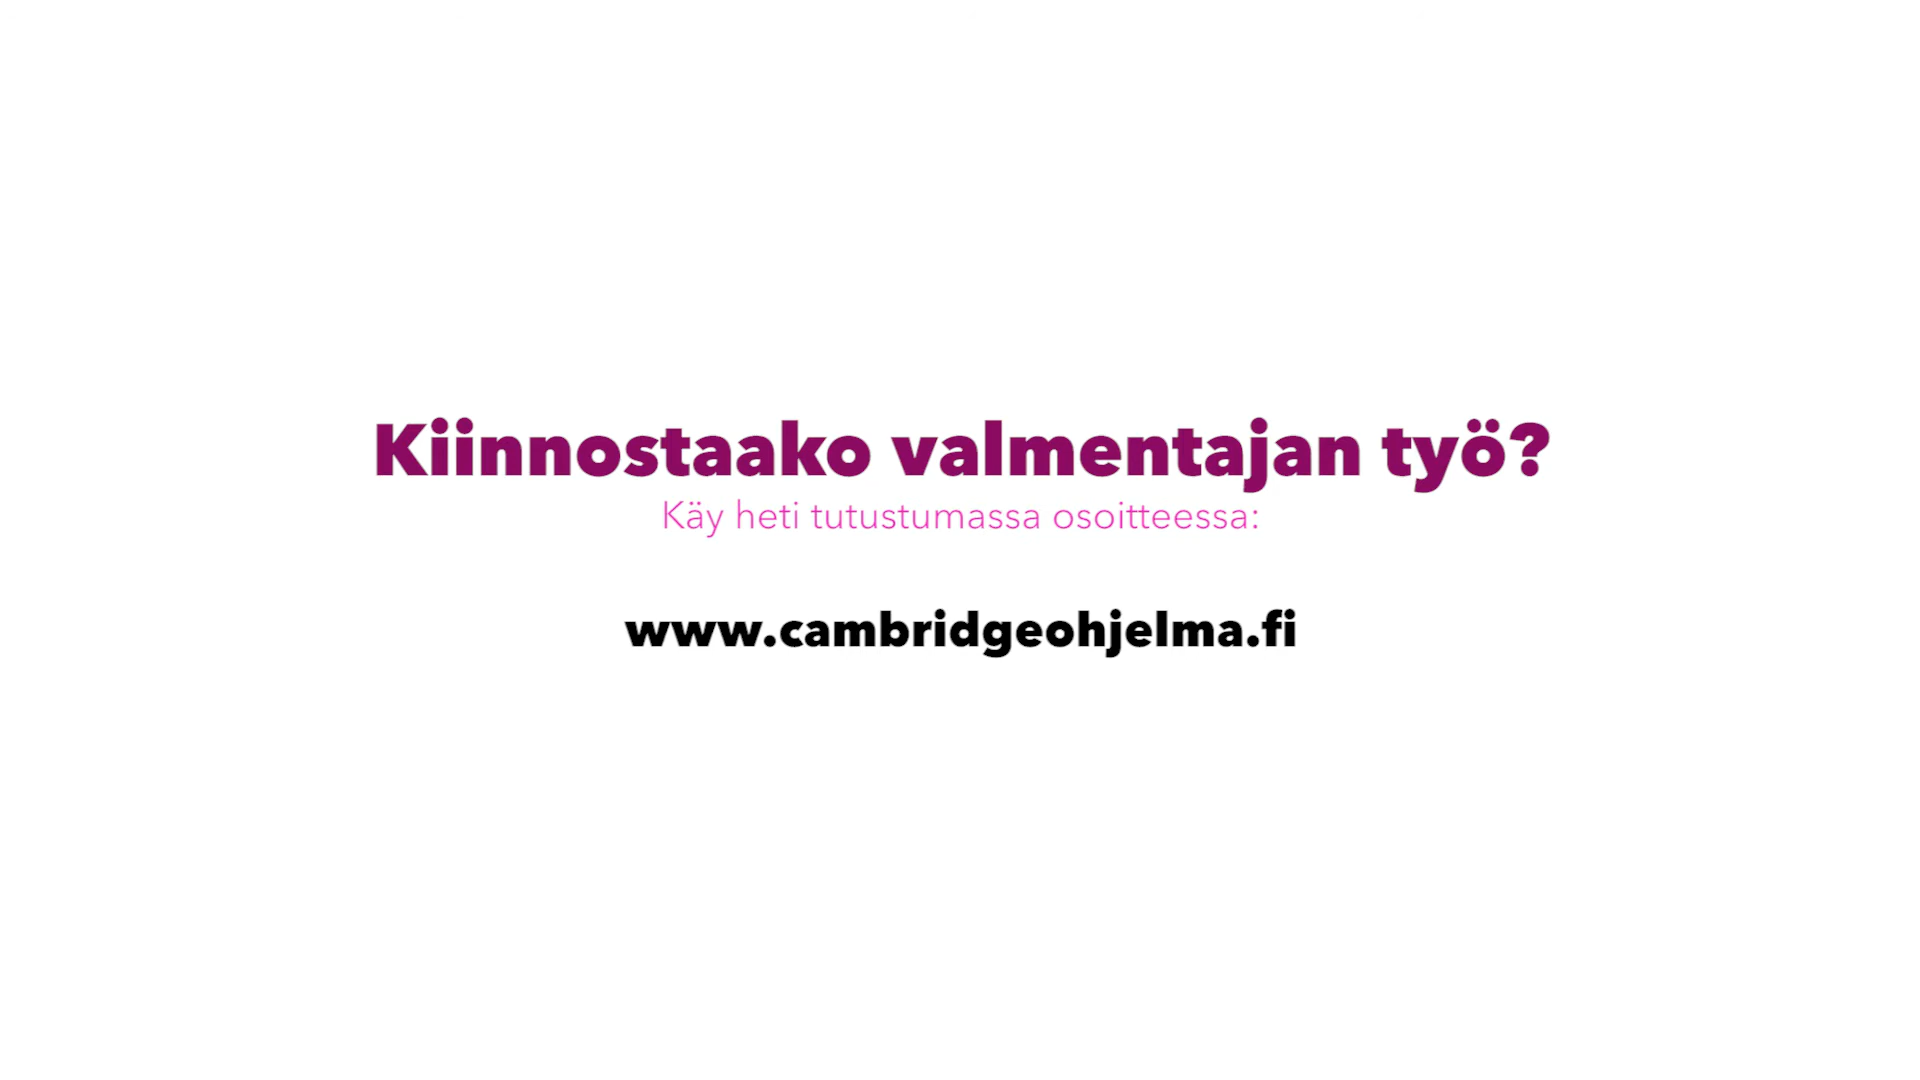 Kiinnostaako valmentajan työ?
Käy heti tutustumassa osoitteessa:
www.cambridgeohjelma.fi